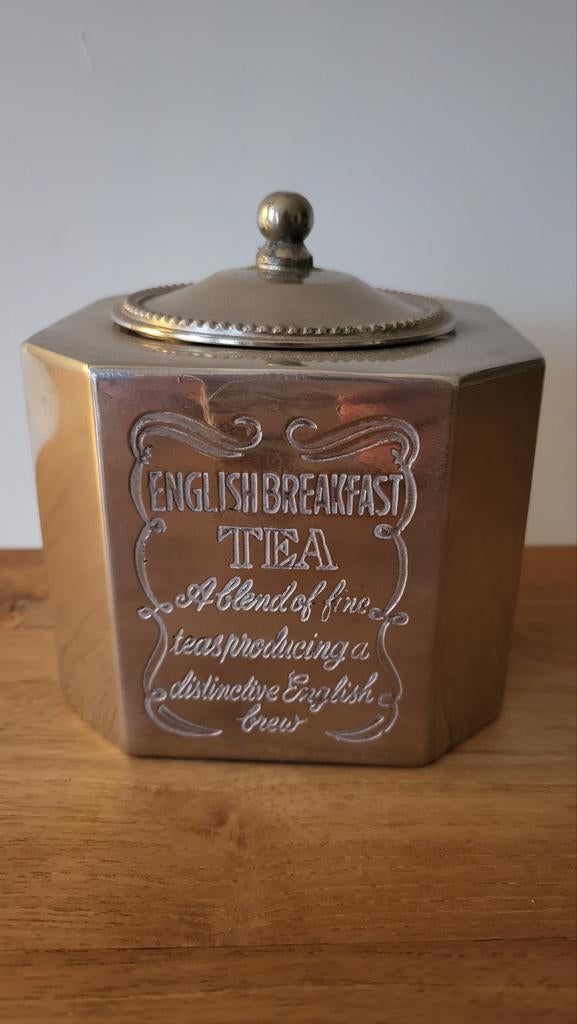 ENGLISH BREAKFAST
TEA
A blend of fine
teas producing a
distinctive English
brew